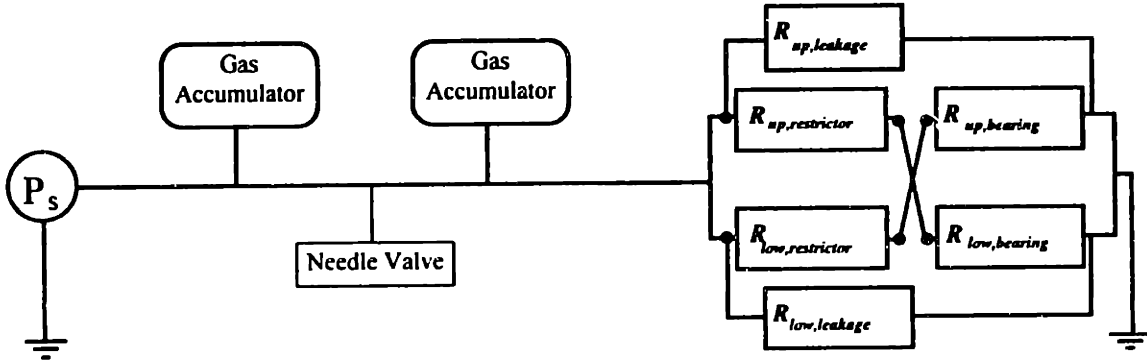 Gas
Accumulator
Gas
Accumulator
P s
Needle Valve
R up,leakage
R up,restrictor
R up,bearing
R low,restrictor
R low,bearing
R low,leakage